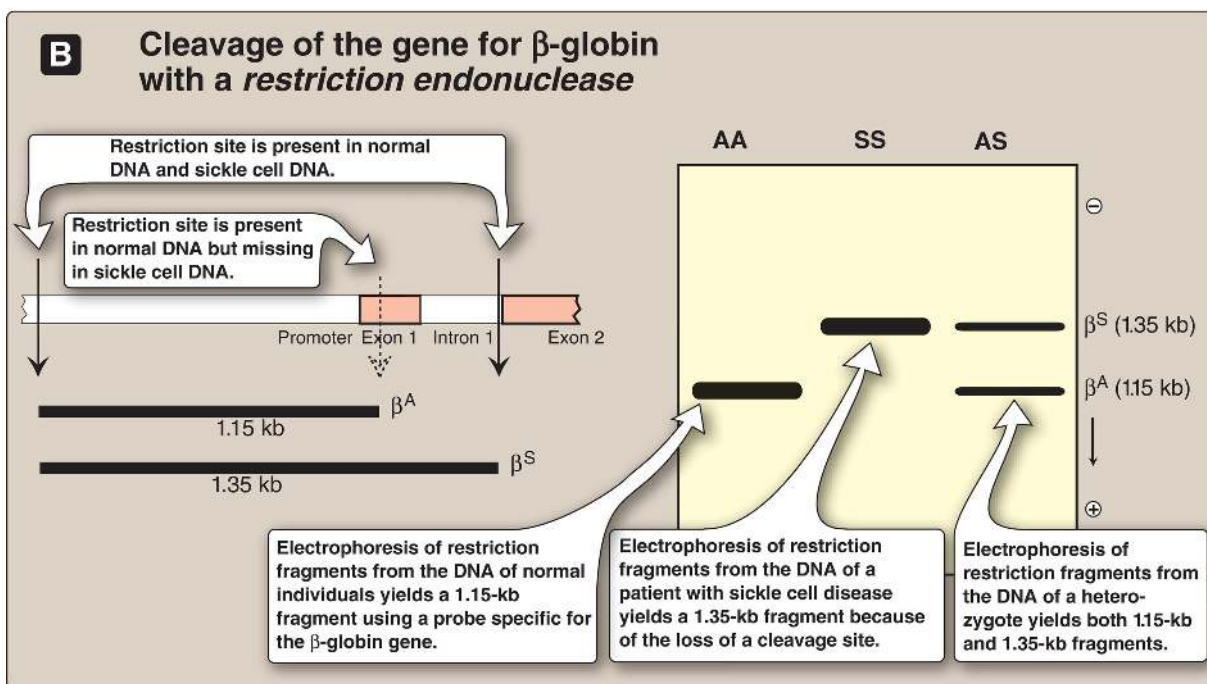 B
Cleavage of the gene for β-globin
with a restriction endonuclease
Restriction site is present in normal
DNA and sickle cell DNA.
Restriction site is present
in normal DNA but missing
in sickle cell DNA.
Promoter Exon 1 Intron 1 Exon 2
βᴬ
1.15 kb
βˢ
1.35 kb
AA SS AS
⊖
βˢ (1.35 kb)
βᴬ (1.15 kb)
⊕
Electrophoresis of restriction
fragments from the DNA of normal
individuals yields a 1.15-kb
fragment using a probe specific for
the β-globin gene.
Electrophoresis of restriction
fragments from the DNA of a
patient with sickle cell disease
yields a 1.35-kb fragment because
of the loss of a cleavage site.
Electrophoresis of
restriction fragments from
the DNA of a hetero-
zygote yields both 1.15-kb
and 1.35-kb fragments.